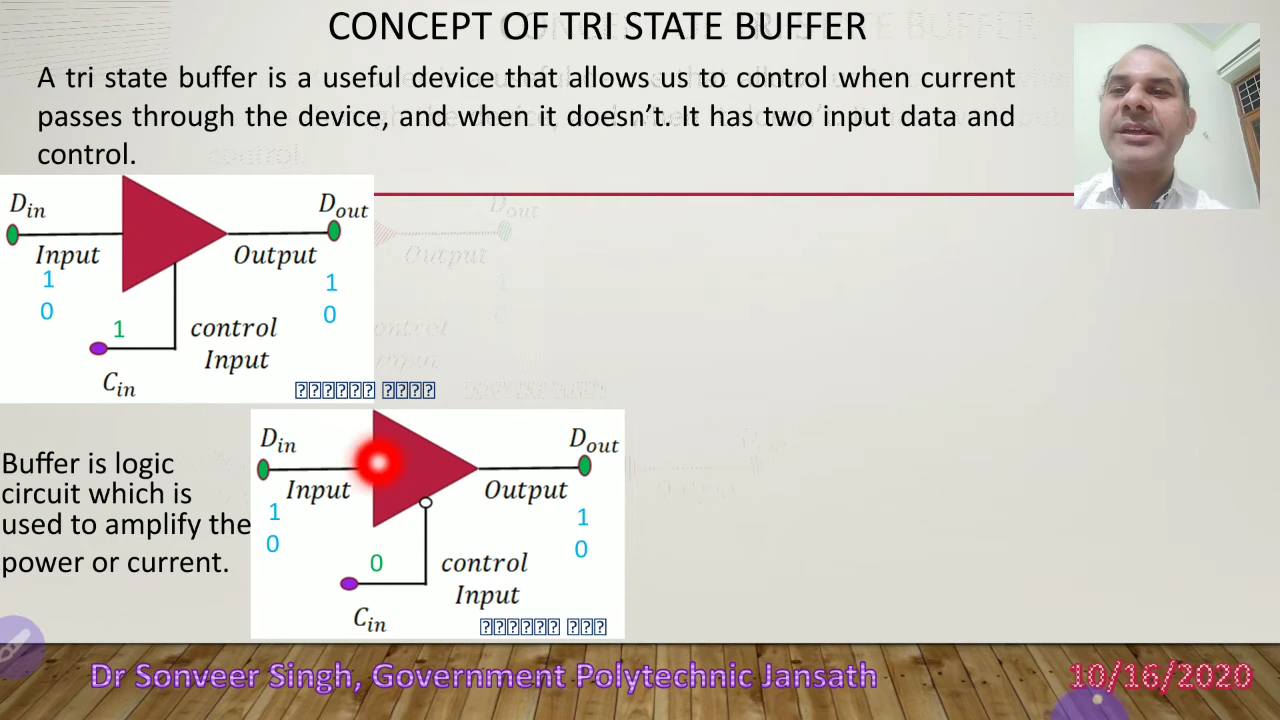 CONCEPT OF TRI STATE BUFFER
A tri state buffer is a useful device that allows us to control when current
passes through the device, and when it doesn't. It has two input data and
control.
D_in
D_out
Input
Output
1
1
0
0
1
control
Input
C_in
Buffer is logic
circuit which is
used to amplify the
power or current.
D_in
D_out
Input
Output
1
1
0
0
0
control
Input
C_in
Dr Sonveer Singh, Government Polytechnic Jansath
10/16/2020